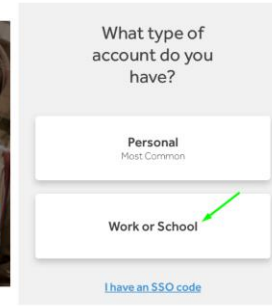 What type of
account do you
have?
Personal
Most Common
Work or School
I have an SSO code